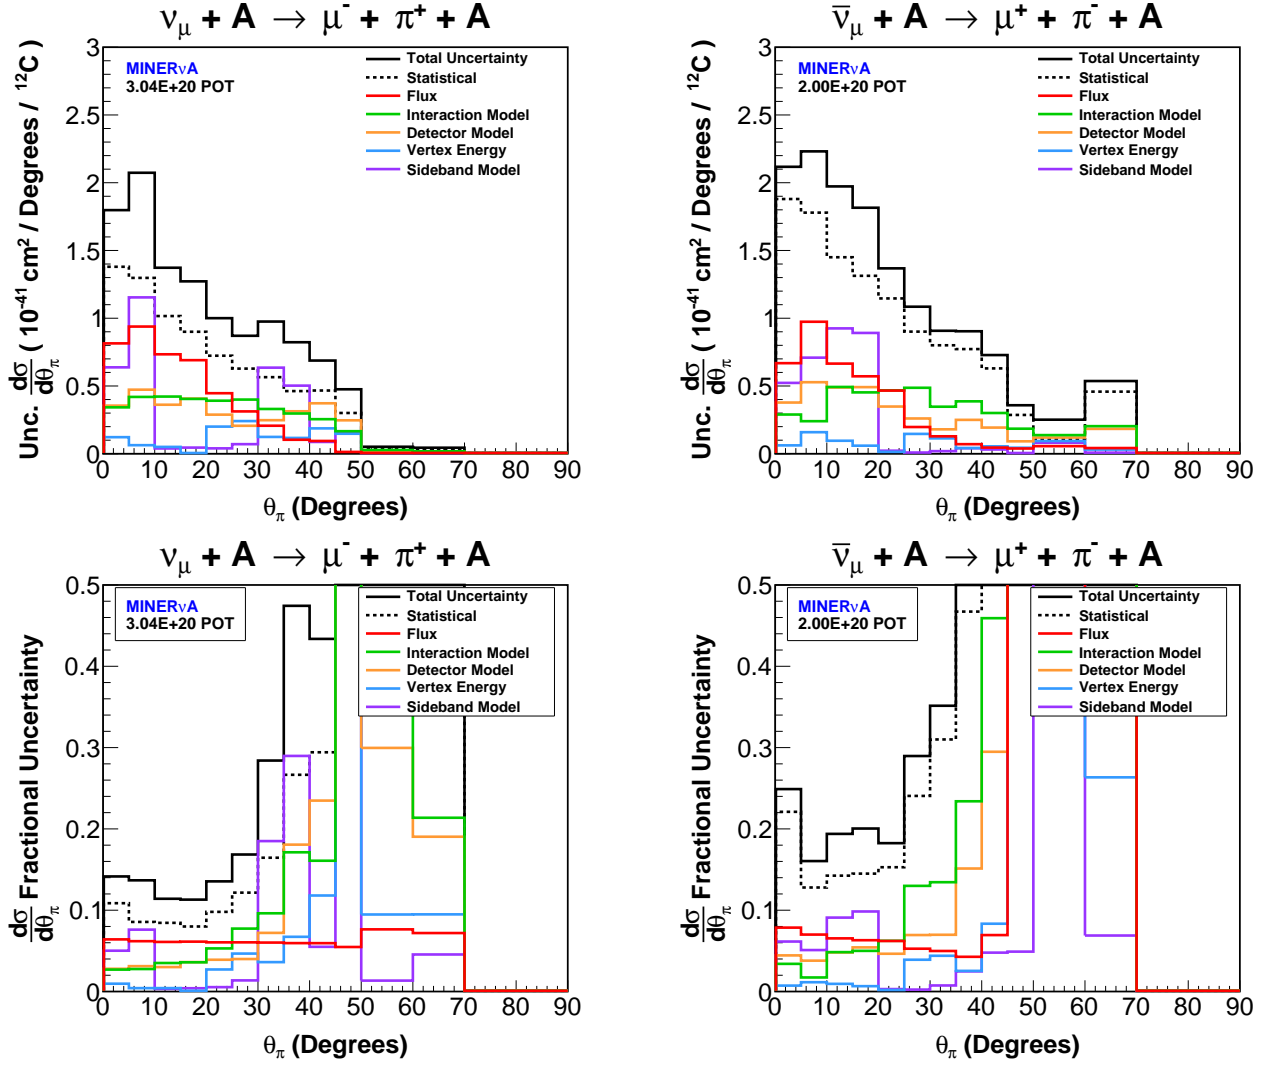 ν_μ + A → μ⁻ + π⁺ + A
3
2.5
2
1.5
1
0.5
0
Unc. dσ/dθ_π ( 10⁻⁴¹ cm² / Degrees / ¹²C )
MINERνA
3.04E+20 POT
Total Uncertainty
Statistical
Flux
Interaction Model
Detector Model
Vertex Energy
Sideband Model
0 10 20 30 40 50 60 70 80 90
θ_π (Degrees)
ν̅_μ + A → μ⁺ + π⁻ + A
3
2.5
2
1.5
1
0.5
0
Unc. dσ/dθ_π ( 10⁻⁴¹ cm² / Degrees / ¹²C )
MINERνA
2.00E+20 POT
Total Uncertainty
Statistical
Flux
Interaction Model
Detector Model
Vertex Energy
Sideband Model
0 10 20 30 40 50 60 70 80 90
θ_π (Degrees)
ν_μ + A → μ⁻ + π⁺ + A
0.5
0.4
0.3
0.2
0.1
0
dσ/dθ_π Fractional Uncertainty
MINERνA
3.04E+20 POT
Total Uncertainty
Statistical
Flux
Interaction Model
Detector Model
Vertex Energy
Sideband Model
0 10 20 30 40 50 60 70 80 90
θ_π (Degrees)
ν̅_μ + A → μ⁺ + π⁻ + A
0.5
0.4
0.3
0.2
0.1
0
dσ/dθ_π Fractional Uncertainty
MINERνA
2.00E+20 POT
Total Uncertainty
Statistical
Flux
Interaction Model
Detector Model
Vertex Energy
Sideband Model
0 10 20 30 40 50 60 70 80 90
θ_π (Degrees)